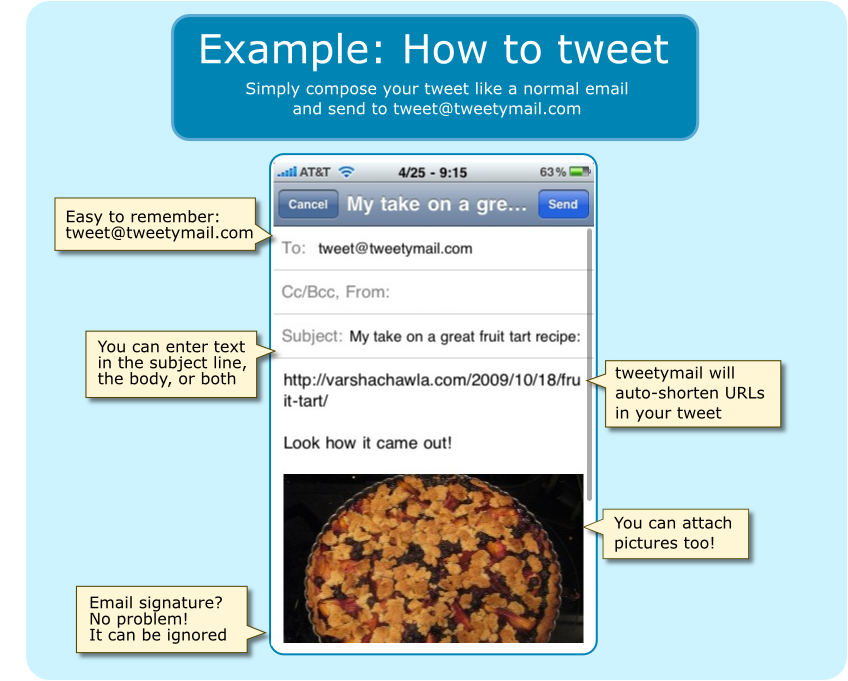 Example: How to tweet
Simply compose your tweet like a normal email
and send to tweet@tweetymail.com
AT&T 4/25 - 9:15 63%
Cancel My take on a gre... Send
Easy to remember:
tweet@tweetymail.com
To: tweet@tweetymail.com
Cc/Bcc, From:
Subject: My take on a great fruit tart recipe:
You can enter text
in the subject line,
the body, or both
http://varshachawla.com/2009/10/18/fru
it-tart/
tweetymail will
auto-shorten URLs
in your tweet
Look how it came out!
You can attach
pictures too!
Email signature?
No problem!
It can be ignored